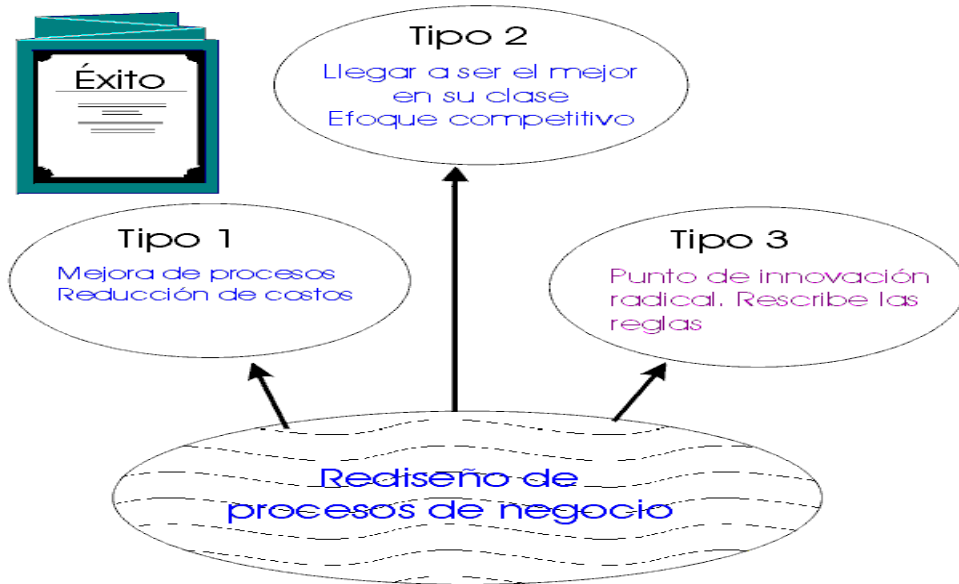 Éxito
Tipo 2
Llegar a ser el mejor
en su clase
Efoque competitivo
Tipo 1
Mejora de procesos
Reducción de costos
Tipo 3
Punto de innovación
radical. Rescribe las
reglas
Rediseño de
procesos de negocio